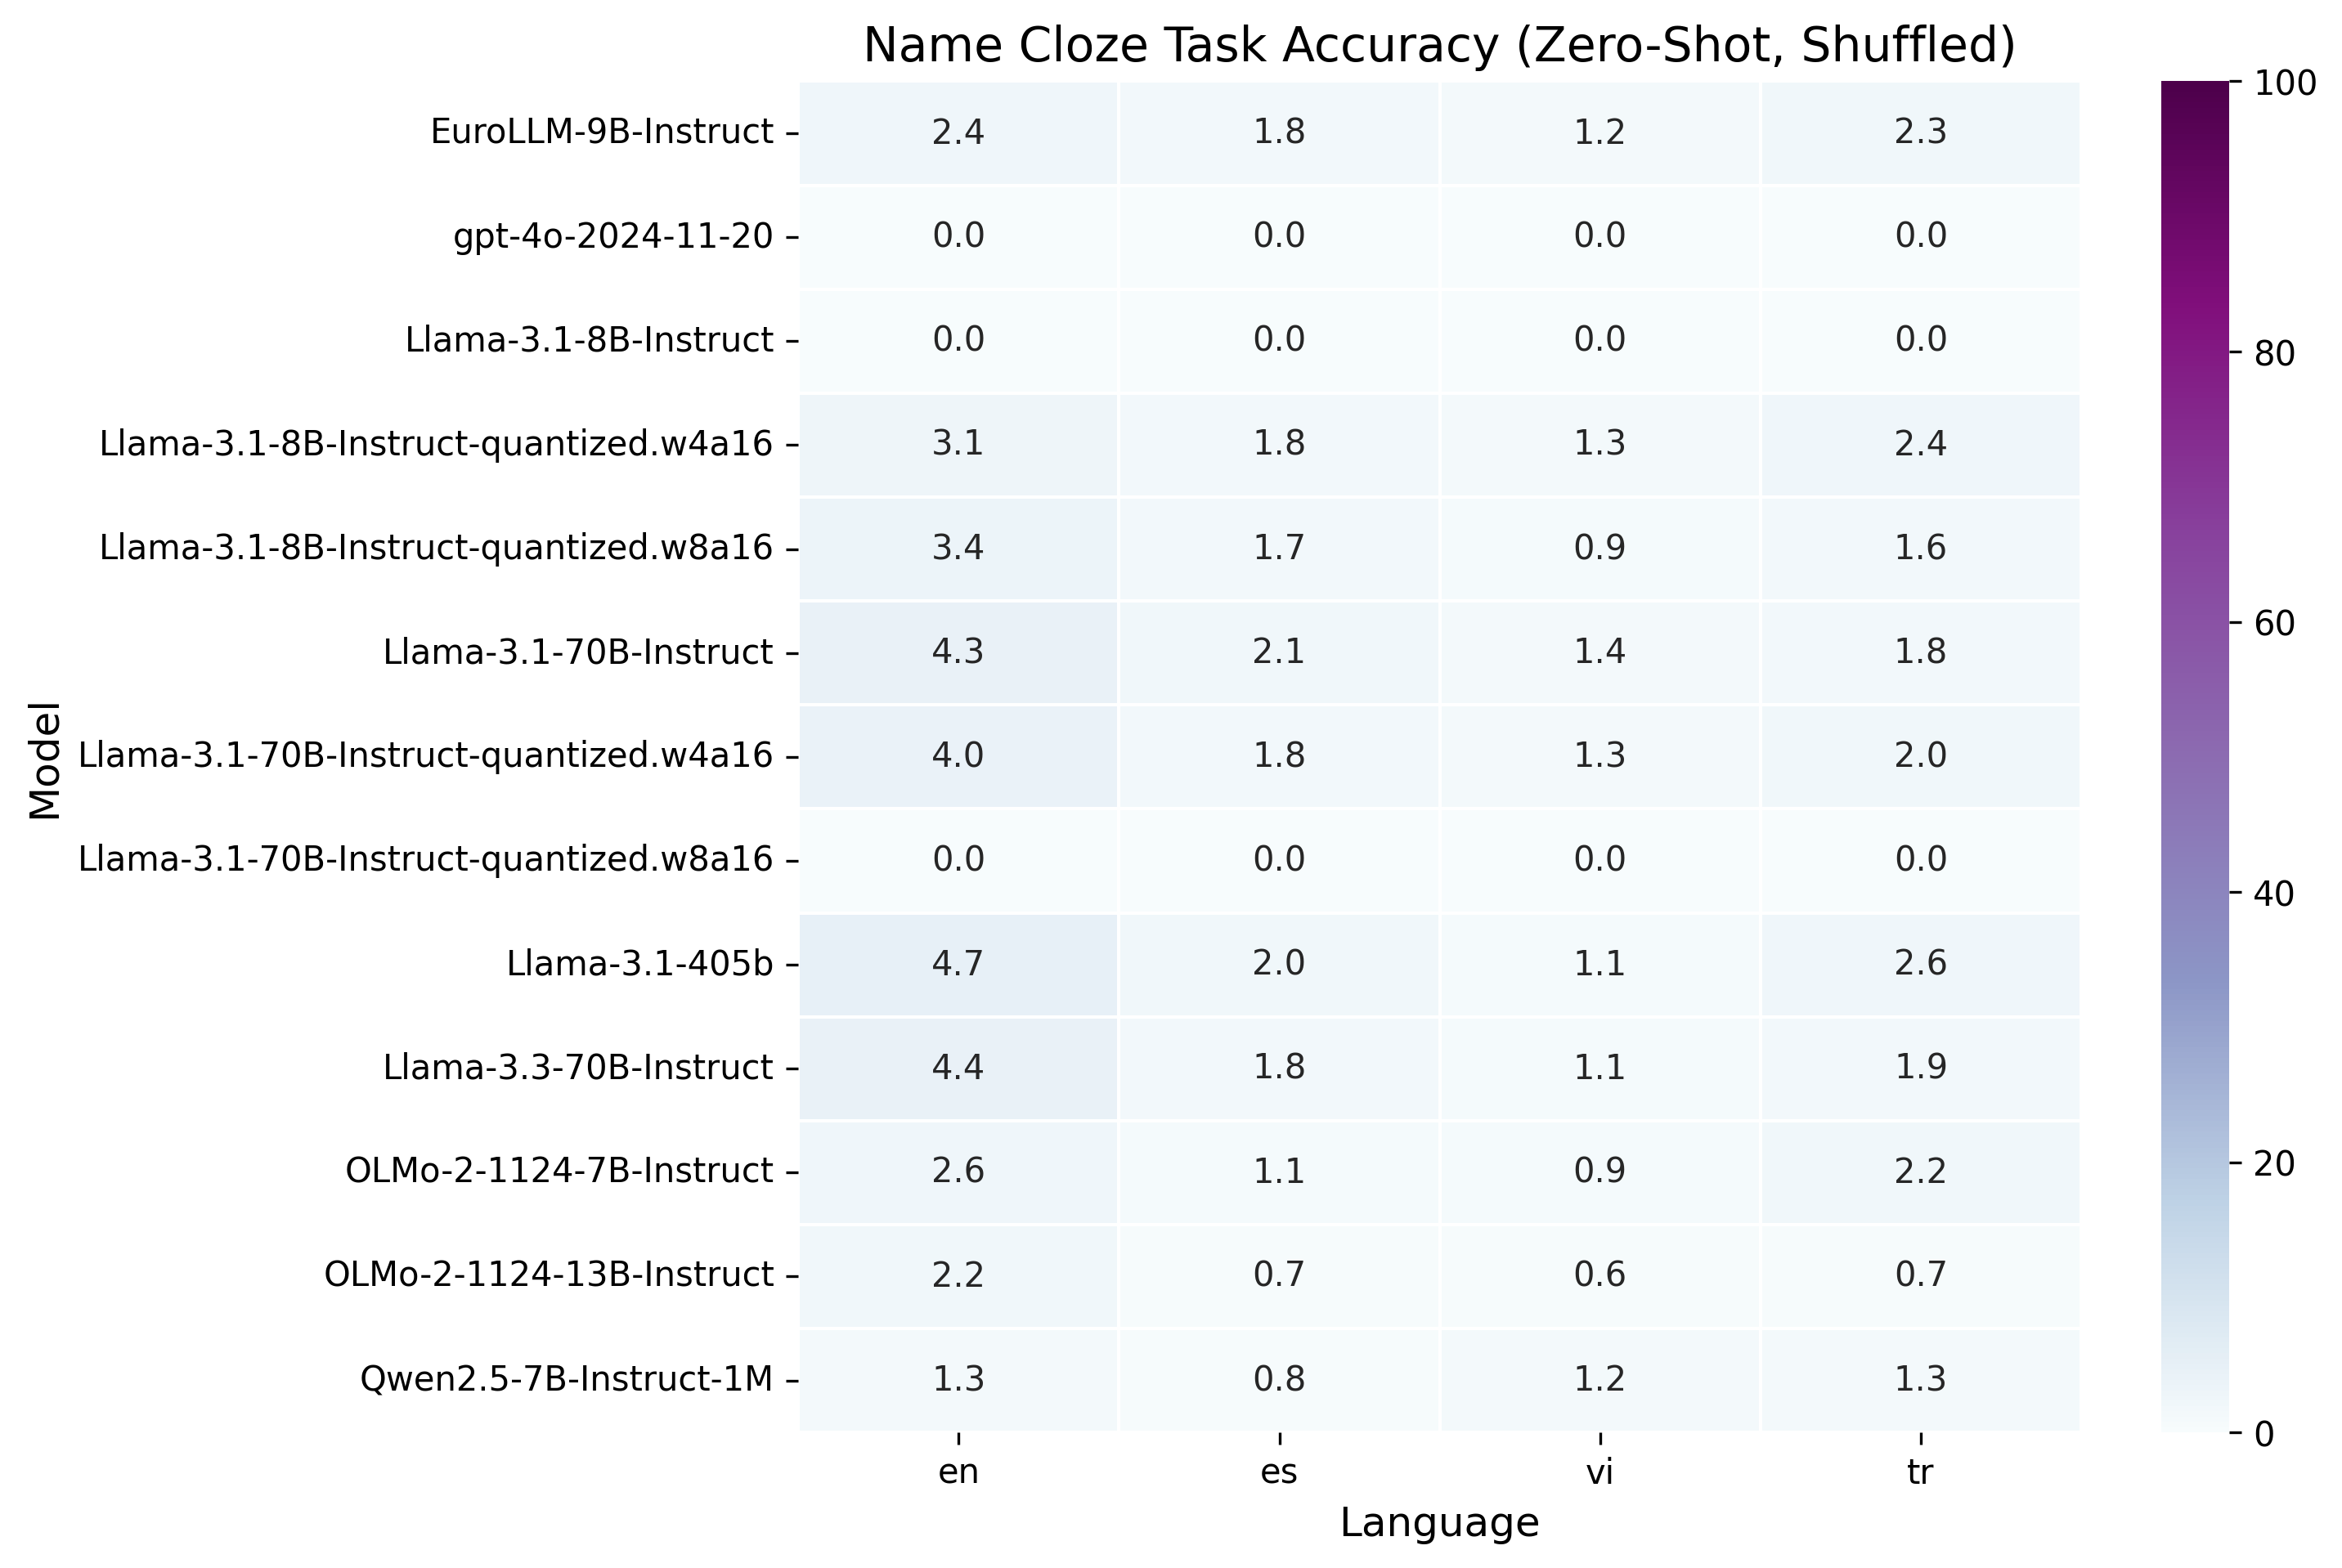 Name Cloze Task Accuracy (Zero-Shot, Shuffled)
EuroLLM-9B-Instruct 2.4 1.8 1.2 2.3
gpt-4o-2024-11-20 0.0 0.0 0.0 0.0
Llama-3.1-8B-Instruct 0.0 0.0 0.0 0.0
Llama-3.1-8B-Instruct-quantized.w4a16 3.1 1.8 1.3 2.4
Llama-3.1-8B-Instruct-quantized.w8a16 3.4 1.7 0.9 1.6
Llama-3.1-70B-Instruct 4.3 2.1 1.4 1.8
Llama-3.1-70B-Instruct-quantized.w4a16 4.0 1.8 1.3 2.0
Llama-3.1-70B-Instruct-quantized.w8a16 0.0 0.0 0.0 0.0
Llama-3.1-405b 4.7 2.0 1.1 2.6
Llama-3.3-70B-Instruct 4.4 1.8 1.1 1.9
OLMo-2-1124-7B-Instruct 2.6 1.1 0.9 2.2
OLMo-2-1124-13B-Instruct 2.2 0.7 0.6 0.7
Qwen2.5-7B-Instruct-1M 1.3 0.8 1.2 1.3
en es vi tr
Language
Model
100
80
60
40
20
0